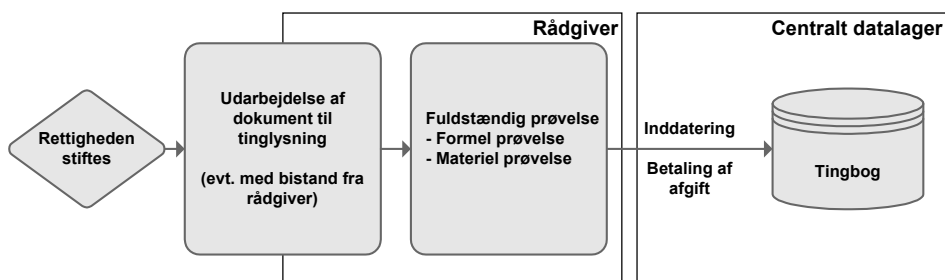 Rådgiver
Centralt datalager
Rettigheden
stiftes
Udarbejdelse af
dokument til
tinglysning
(evt. med bistand fra
rådgiver)
Fuldstændig prøvelse
- Formel prøvelse
- Materiel prøvelse
Inddatering
Betaling af
afgift
Tingbog